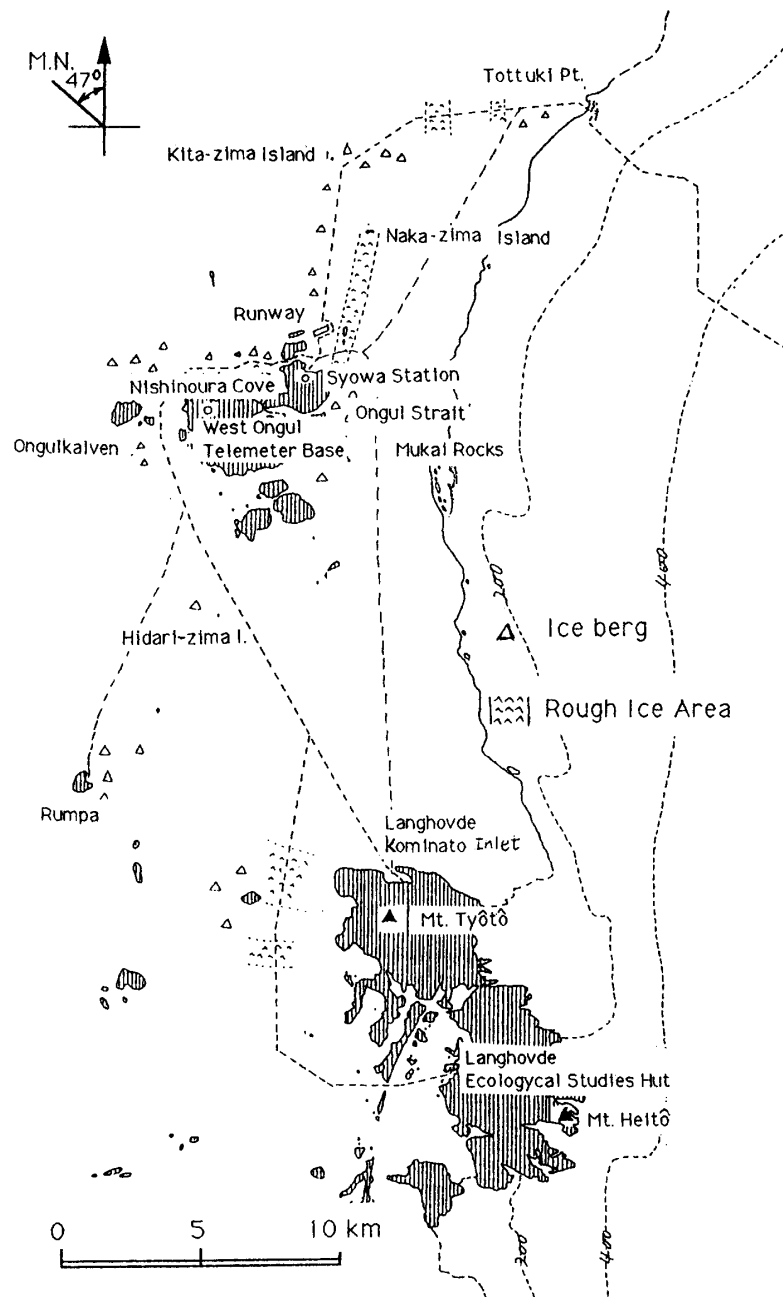 M.N.
47°
Tottuki Pt.
Kita-zima Island
Naka-zima Island
Runway
Nishinoura Cove
Syowa Station
West Ongul
Telemeter Base
Ongul Strait
Ongulkalven
Mukai Rocks
200
400
Ice berg
Hidari-zima I.
Rough Ice Area
Rumpa
Langhovde
Kominato Inlet
Mt. Tyôtô
Langhovde
Ecologycal Studies Hut
Mt. Heitô
0 5 10 km
200
400